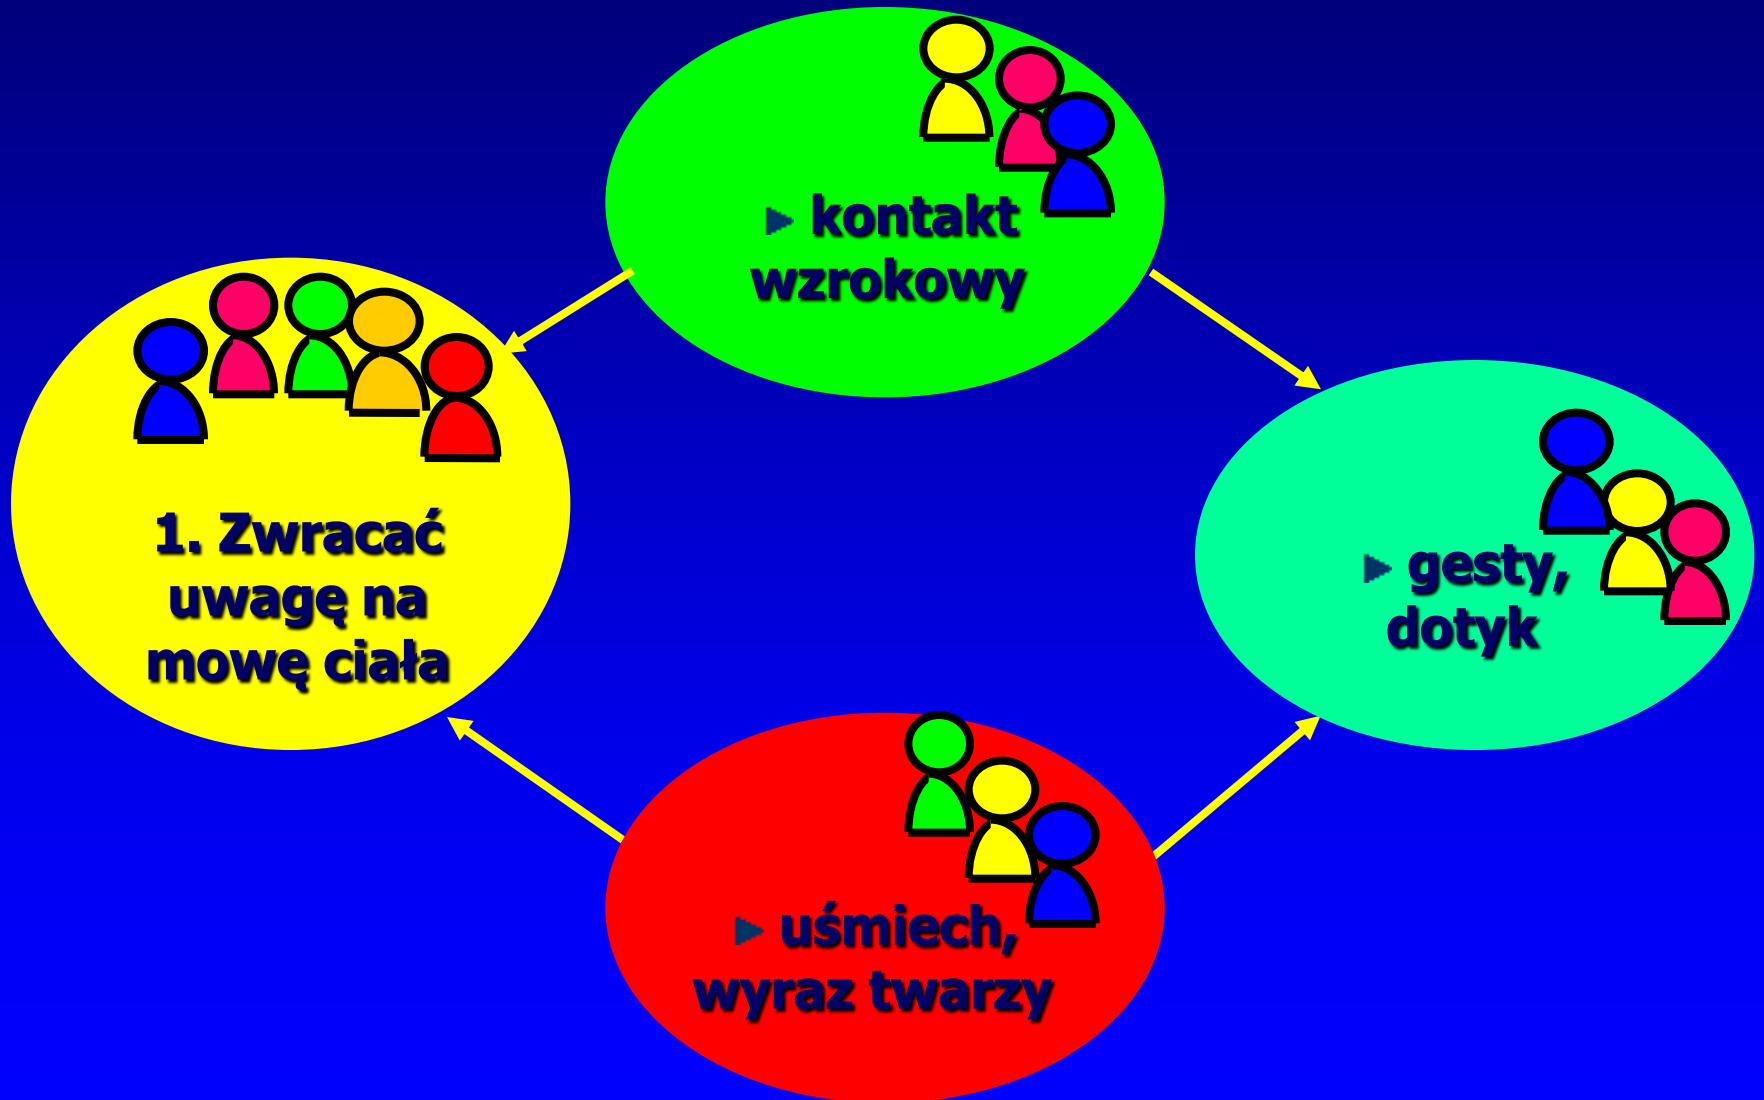 ► kontakt
wzrokowy
1. Zwracać
uwagę na
mowę ciała
► gesty,
dotyk
► uśmiech,
wyraz twarzy